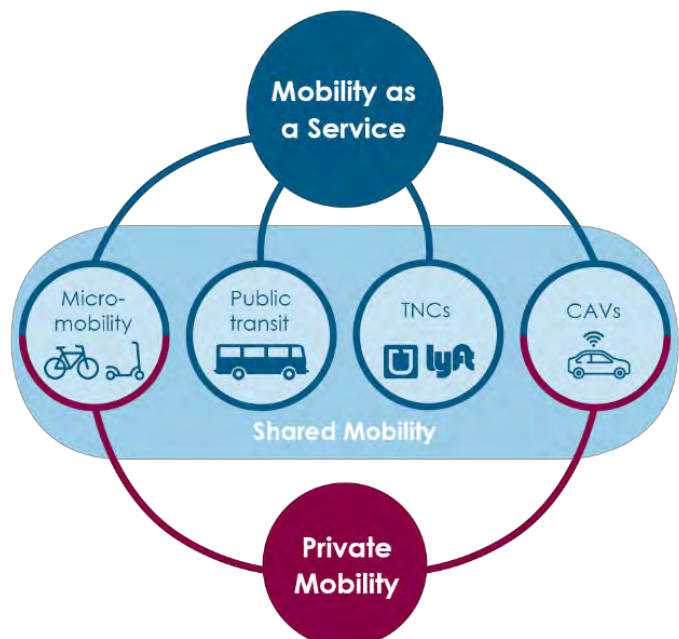 Mobility as
a Service
Micro-
mobility
Public
transit
TNCs
lyft
CAVs
Shared Mobility
Private
Mobility